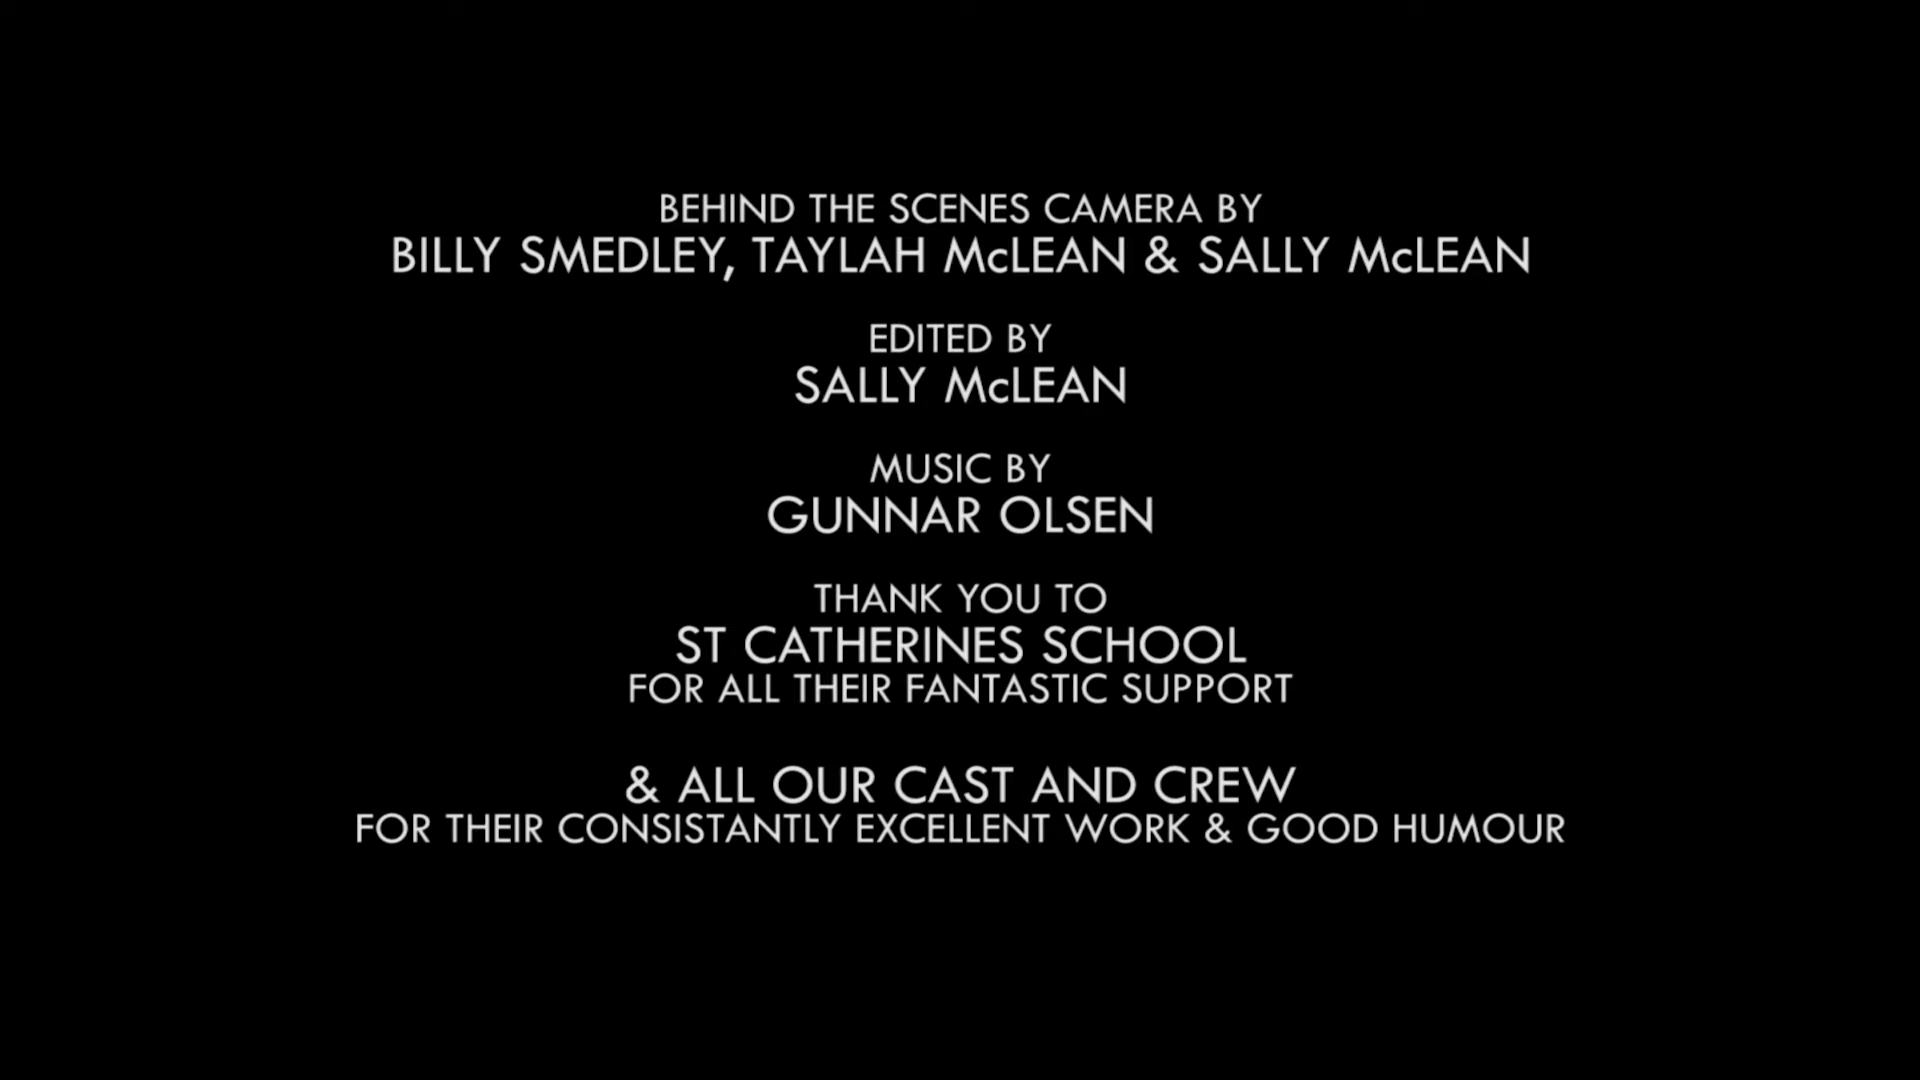 BEHIND THE SCENES CAMERA BY
BILLY SMEDLEY, TAYLAH McLEAN & SALLY McLEAN
EDITED BY
SALLY McLEAN
MUSIC BY
GUNNAR OLSEN
THANK YOU TO
ST CATHERINES SCHOOL
FOR ALL THEIR FANTASTIC SUPPORT
& ALL OUR CAST AND CREW
FOR THEIR CONSISTANTLY EXCELLENT WORK & GOOD HUMOUR